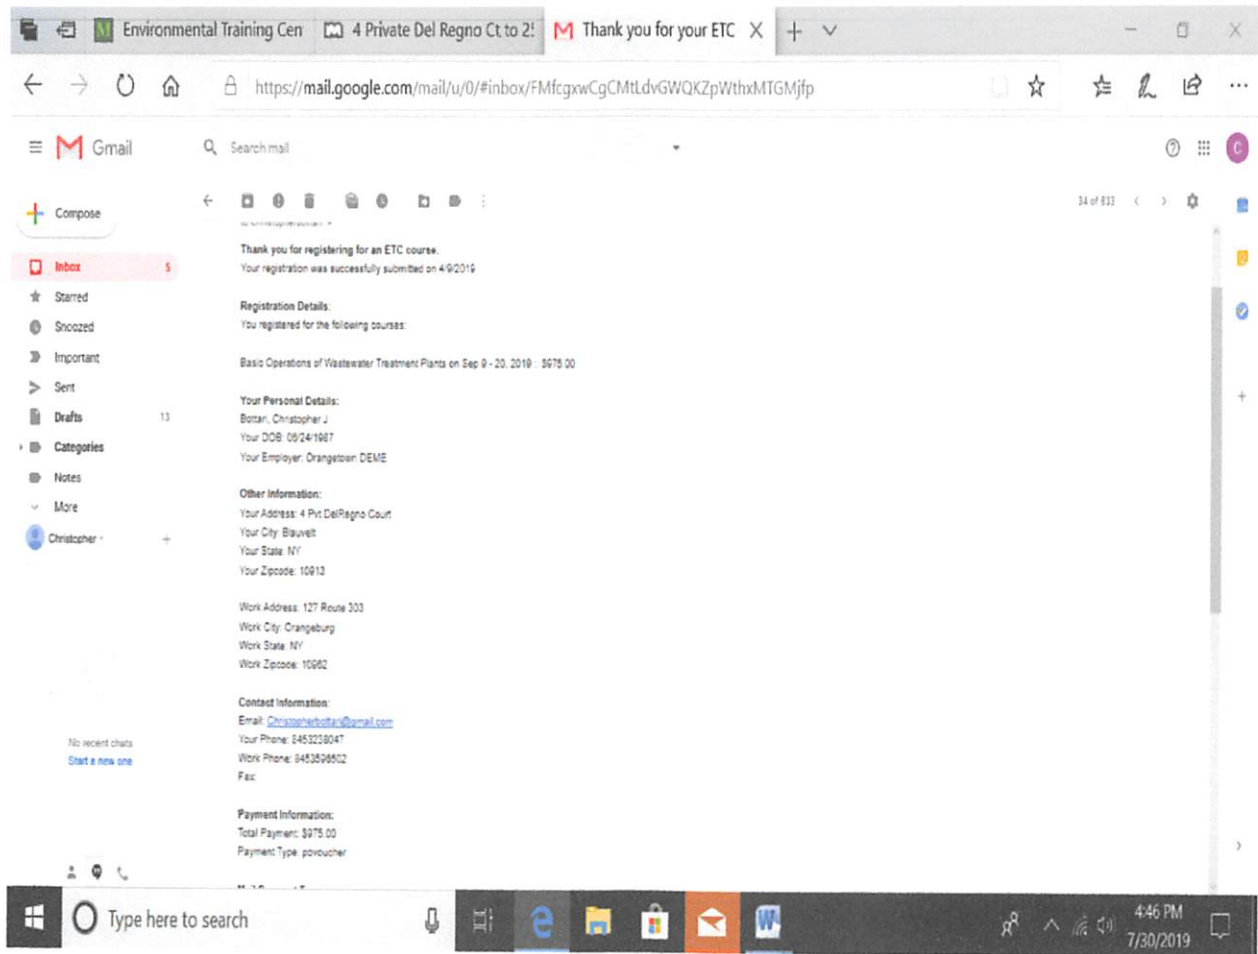 Environmental Training Cen
4 Private Del Regno Ct to 2!
Thank you for your ETC
https://mail.google.com/mail/u/0/#inbox/FMfcgxwCgCMtLdvGWQKZpWthxMTGMjfp
Gmail
Search mail
C
Compose
34 of 833
Inbox 5
Starred
Snoozed
Important
Sent
Drafts 13
Categories
Notes
More
Christopher
No recent chats
Start a new one
Thank you for registering for an ETC course.
Your registration was successfully submitted on 4/9/2019
Registration Details:
You registered for the following courses:
Basic Operations of Wastewater Treatment Plants on Sep 9 - 20, 2019 : $975.00
Your Personal Details:
Bottari, Christopher J
Your DOB:
Your Employer: Orangetown DEME
Other Information:
Your Address: 4 Pvt DelRegno Court
Your City: Blauvelt
Your State: NY
Your Zipcode: 10913
Work Address: 127 Route 303
Work City: Orangeburg
Work State: NY
Work Zipcode: 10962
Contact Information:
Email: Christopherbottari@gmail.com
Your Phone: 8453238047
Work Phone: 8453596502
Fax:
Payment Information:
Total Payment: $975.00
Payment Type: povoucher
Type here to search
4:46 PM
7/30/2019